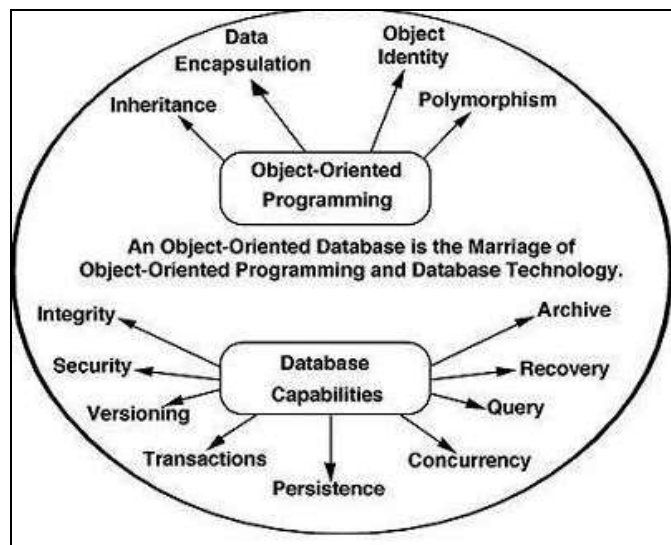 Data
Encapsulation
Object
Identity
Inheritance
Polymorphism
Object-Oriented
Programming
An Object-Oriented Database is the Marriage of
Object-Oriented Programming and Database Technology.
Integrity
Archive
Security
Database
Capabilities
Recovery
Versioning
Query
Transactions
Concurrency
Persistence